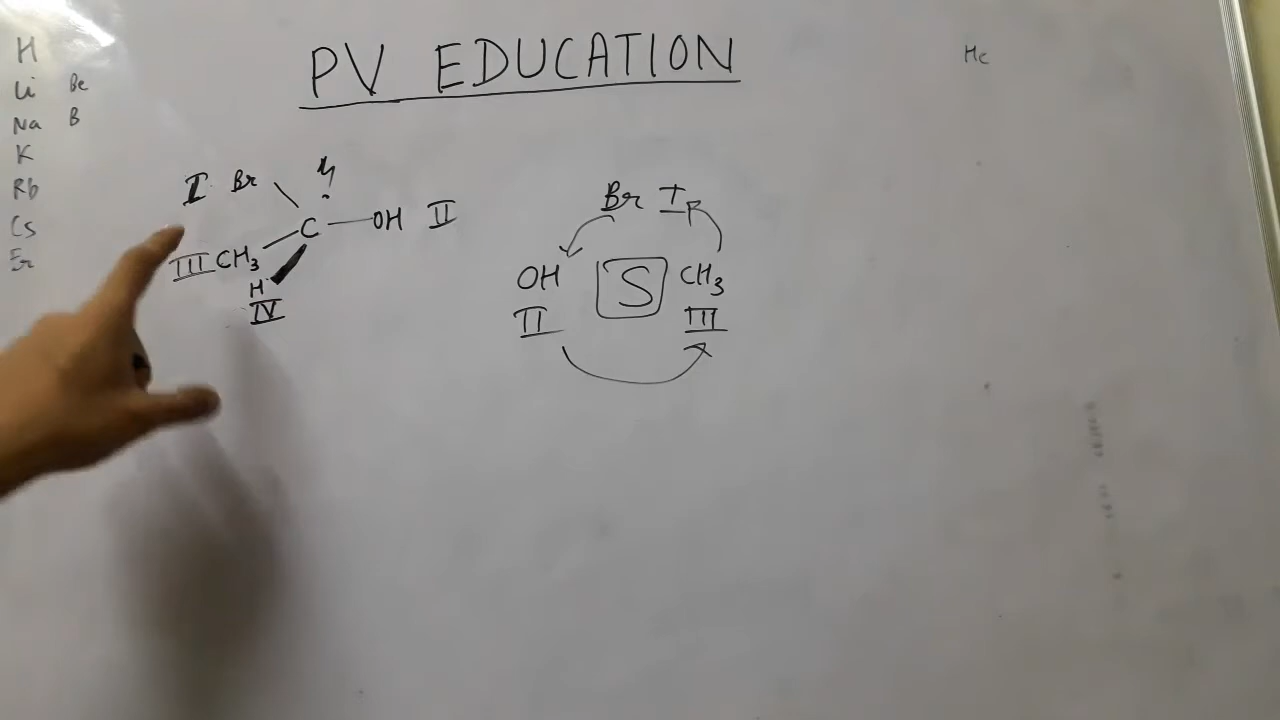 PV EDUCATION
H
Li Be
Na B
K
Rb
Cs
Fr
He
I Br
C — OH II
III CH3
H
IV
Br I
OH S CH3
II III